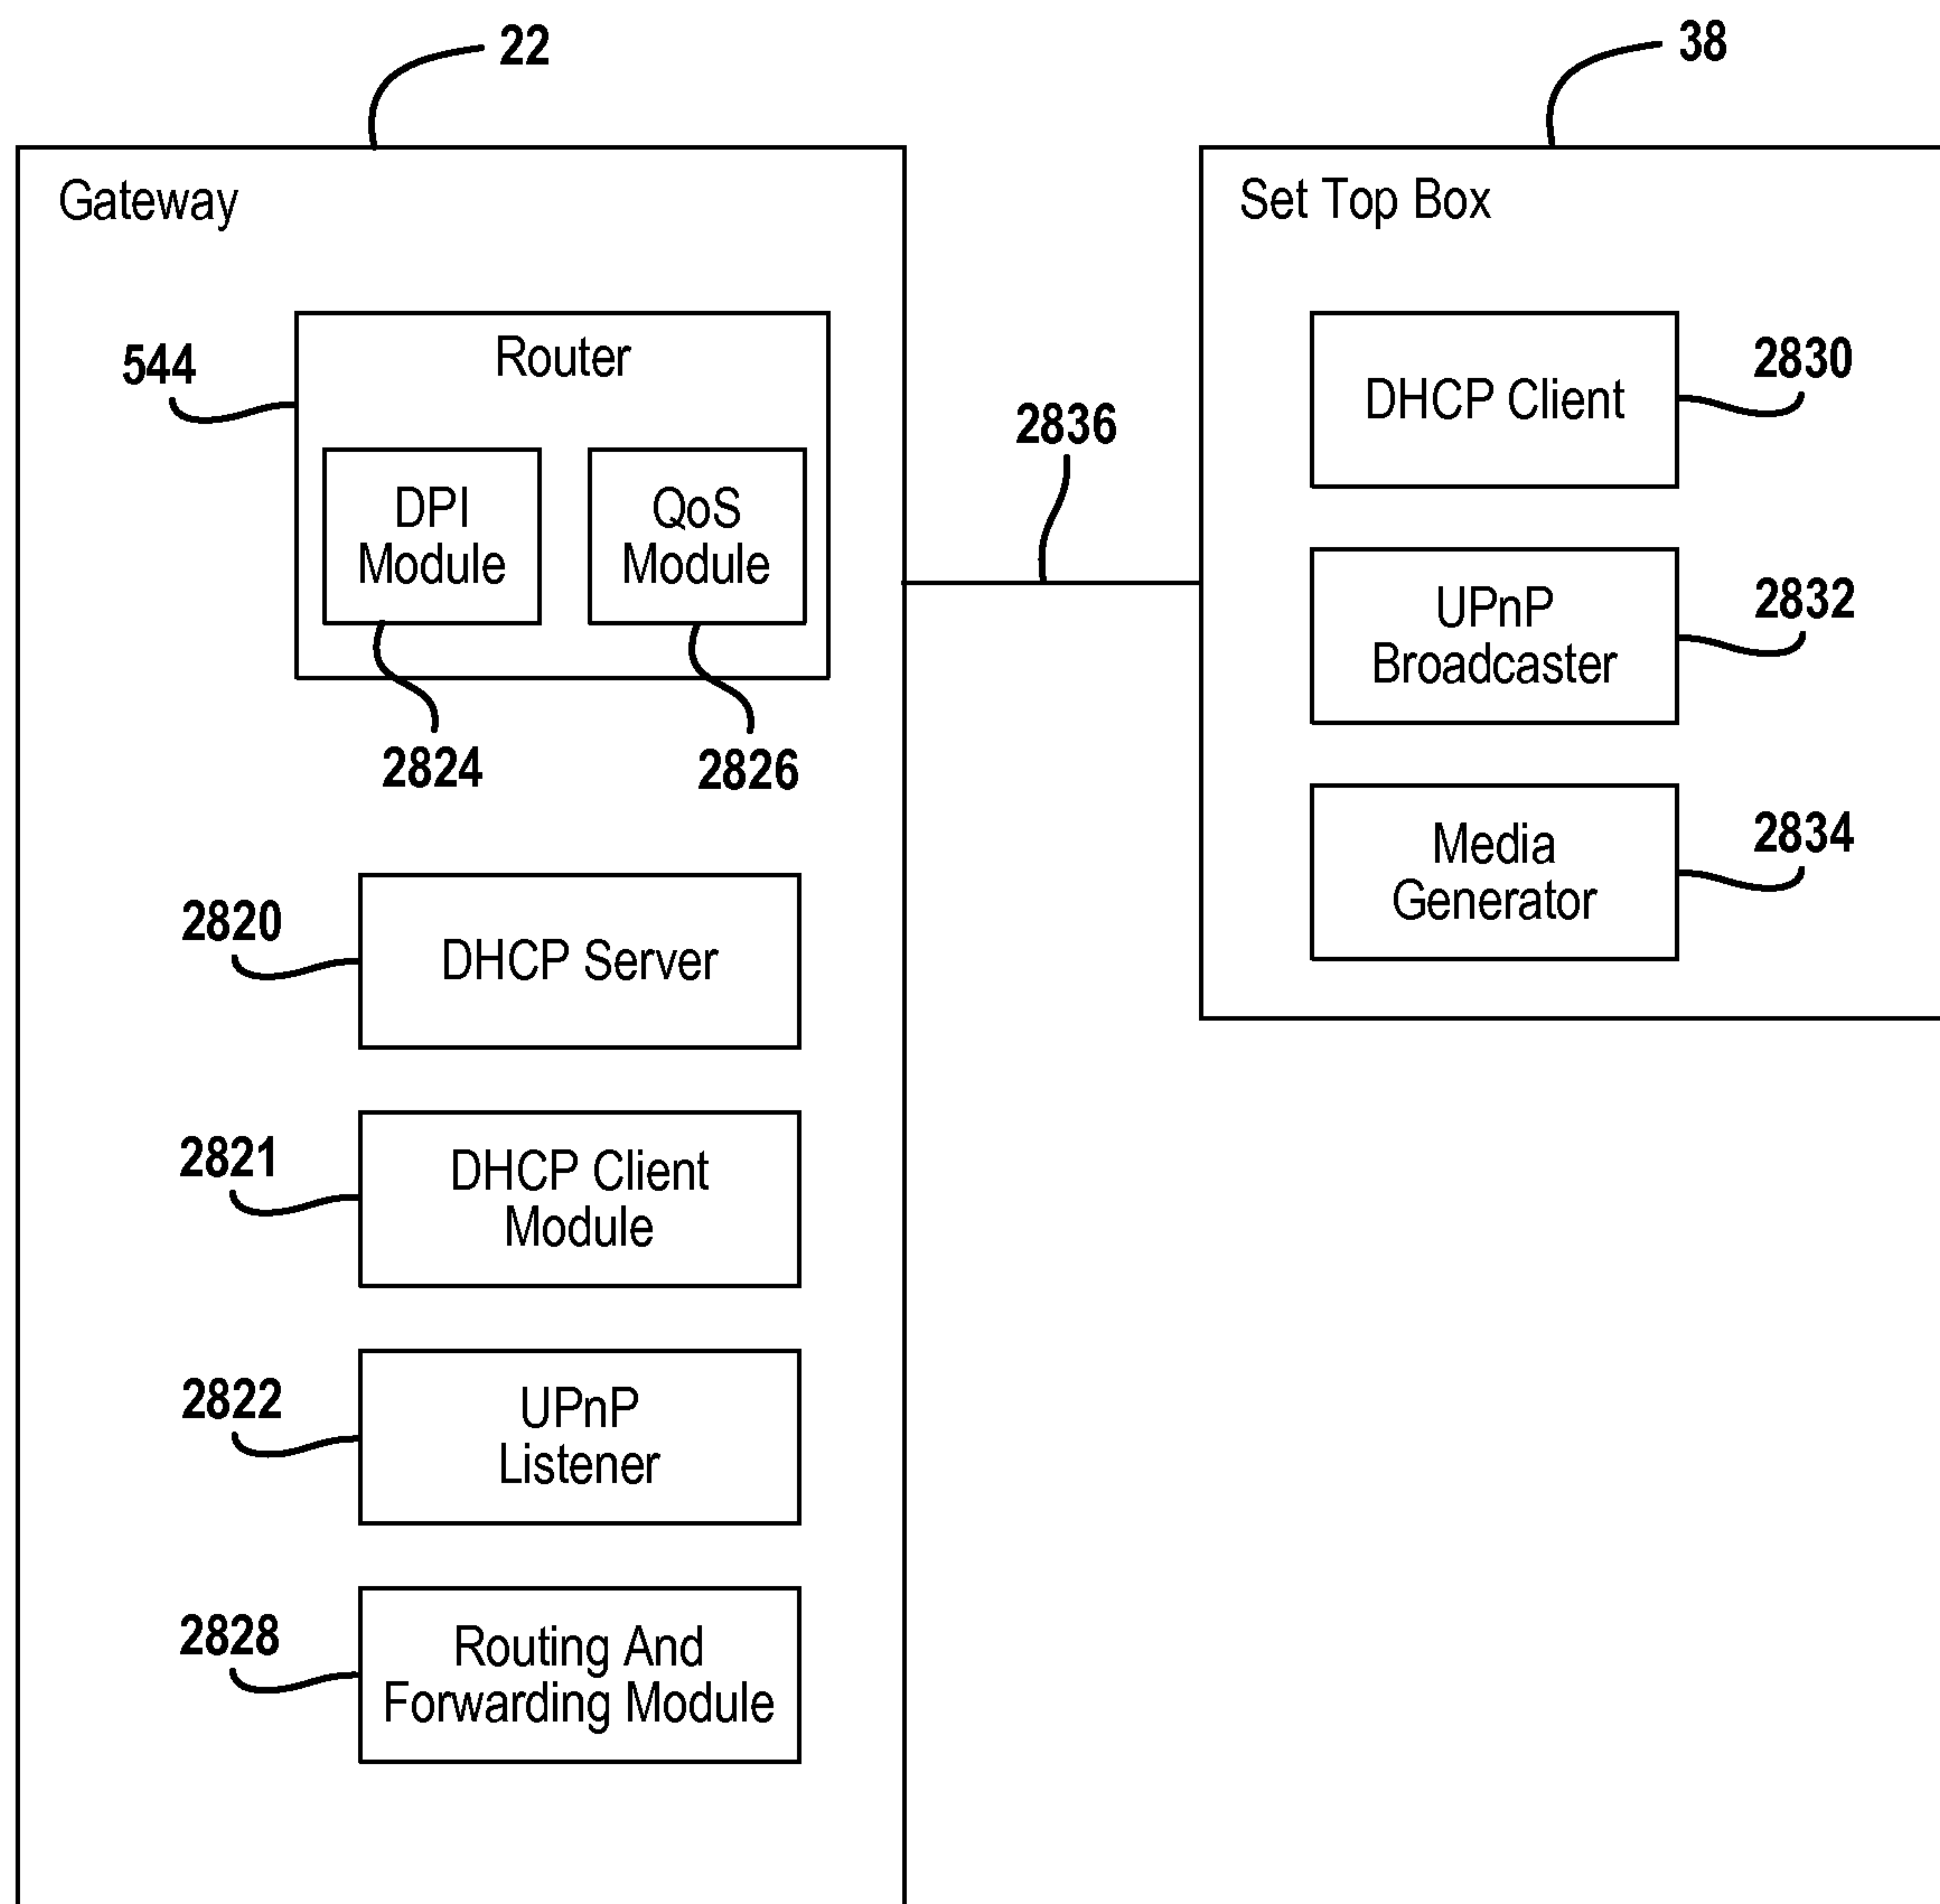 22
38
Gateway
Set Top Box
544
Router
DPI
Module
QoS
Module
2824
2826
2836
DHCP Client
2830
UPnP
Broadcaster
2832
Media
Generator
2834
2820
DHCP Server
2821
DHCP Client
Module
2822
UPnP
Listener
2828
Routing And
Forwarding Module